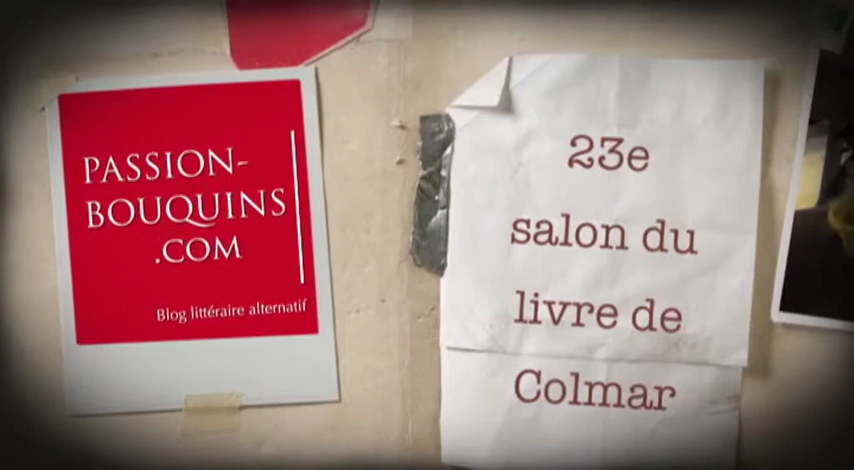 PASSION-
BOUQUINS
.COM
Blog littéraire alternatif
23e
salon du
livre de
Colmar